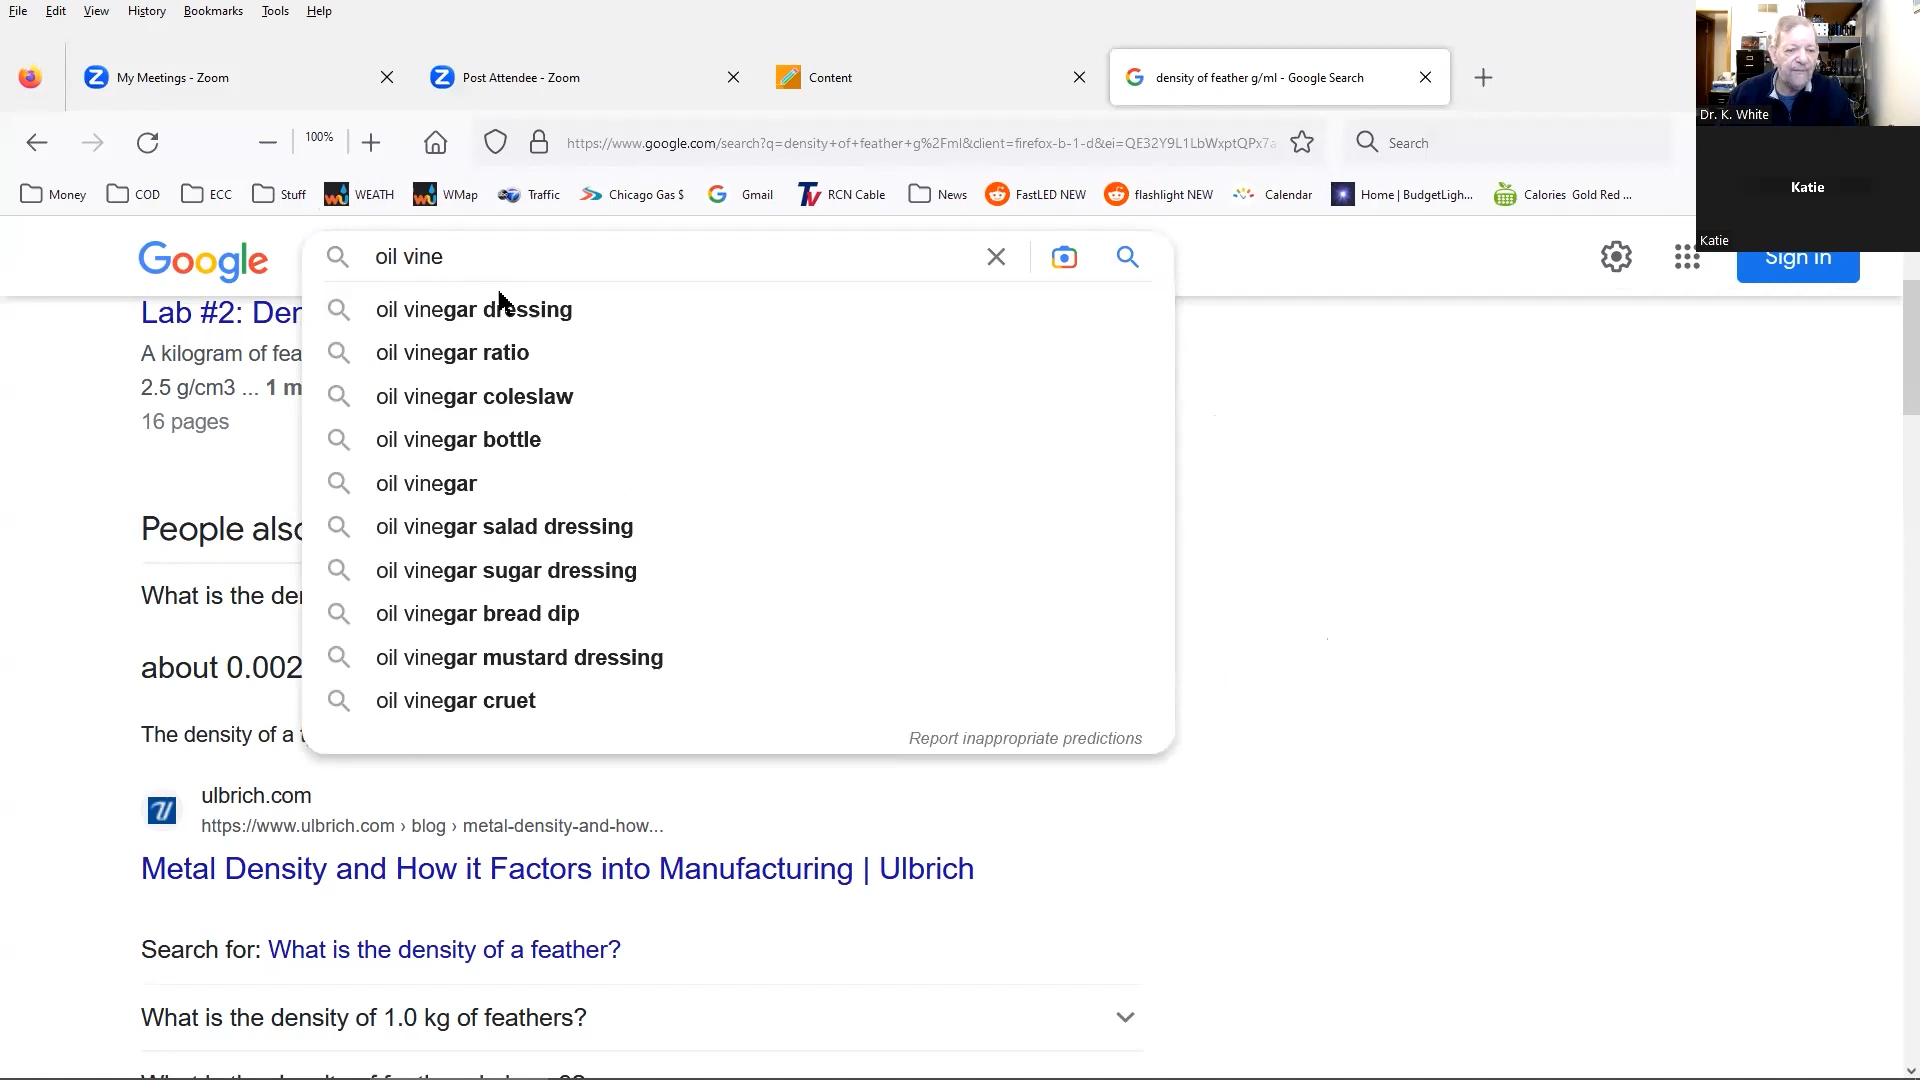 File Edit View History Bookmarks Tools Help
My Meetings - Zoom
Post Attendee - Zoom
Content
density of feather g/ml - Google Search
Dr. K. White
100%
https://www.google.com/search?q=density+of+feather+g%2Fml&client=firefox-b-1-d&ei=QE32Y9L1LbWxptQPx7a
Search
Katie
Money COD ECC Stuff WEATH WMap Traffic Chicago Gas $ Gmail RCN Cable News FastLED NEW flashlight NEW Calendar Home | BudgetLigh... Calories Gold Red ...
Katie
Google
oil vine
Sign in
Lab #2: Den
oil vinegar dressing
A kilogram of fea
oil vinegar ratio
2.5 g/cm3 ... 1 m
oil vinegar coleslaw
16 pages
oil vinegar bottle
oil vinegar
People also
oil vinegar salad dressing
oil vinegar sugar dressing
What is the den
oil vinegar bread dip
about 0.002
oil vinegar mustard dressing
oil vinegar cruet
The density of a f
Report inappropriate predictions
ulbrich.com
https://www.ulbrich.com › blog › metal-density-and-how...
Metal Density and How it Factors into Manufacturing | Ulbrich
Search for: What is the density of a feather?
What is the density of 1.0 kg of feathers?